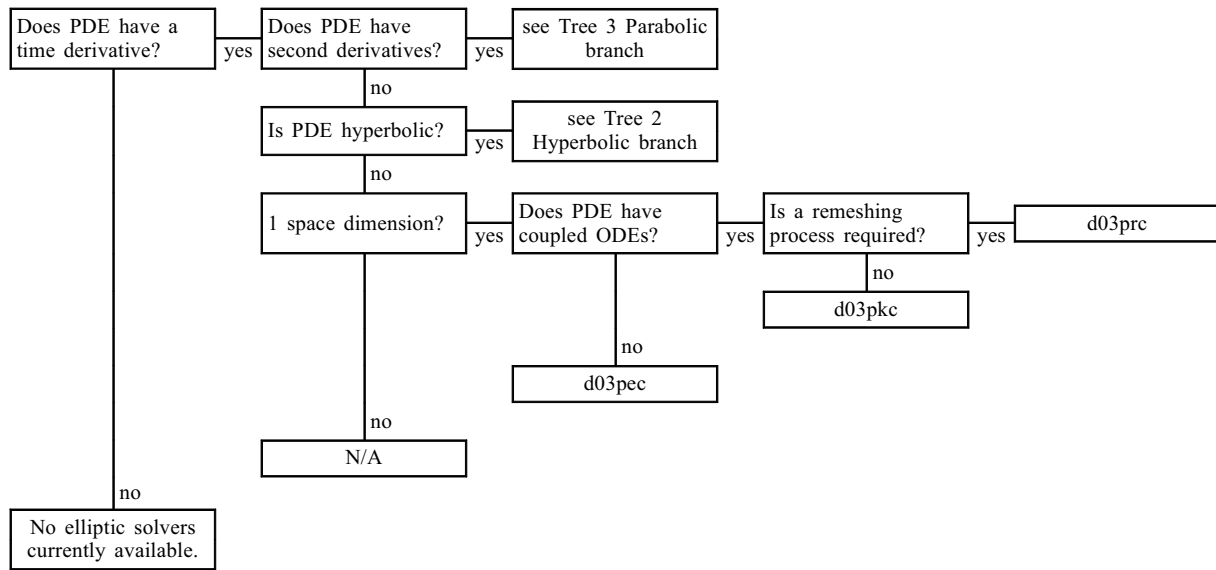 Does PDE have a
time derivative?
yes
Does PDE have
second derivatives?
yes
see Tree 3 Parabolic
branch
no
Is PDE hyperbolic?
yes
see Tree 2
Hyperbolic branch
no
1 space dimension?
yes
Does PDE have
coupled ODEs?
yes
Is a remeshing
process required?
yes
d03prc
no
d03pkc
no
d03pec
no
N/A
no
No elliptic solvers
currently available.